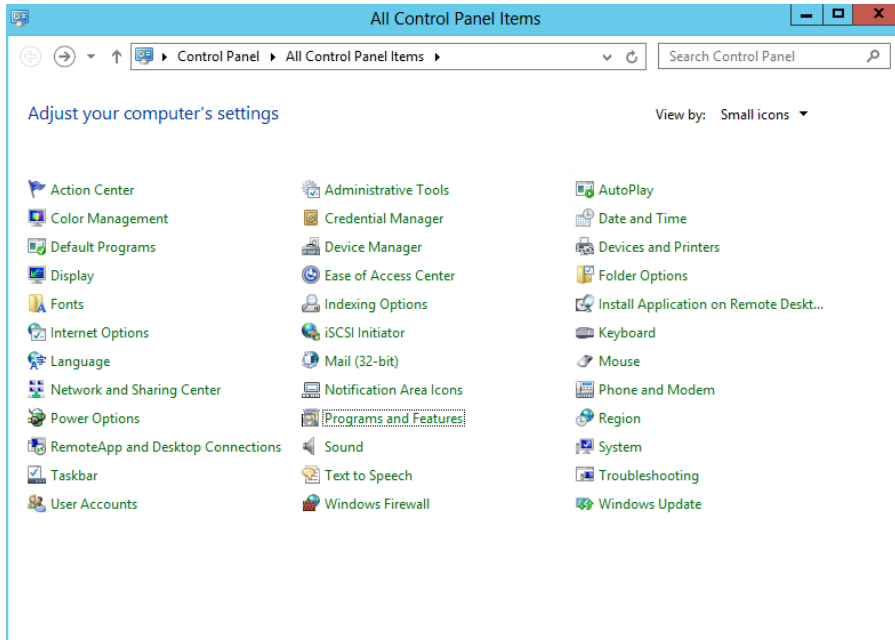 All Control Panel Items
Control Panel All Control Panel Items
Search Control Panel
Adjust your computer's settings
View by: Small icons
Action Center
Administrative Tools
AutoPlay
Color Management
Credential Manager
Date and Time
Default Programs
Device Manager
Devices and Printers
Display
Ease of Access Center
Folder Options
Fonts
Indexing Options
Install Application on Remote Deskt...
Internet Options
iSCSI Initiator
Keyboard
Language
Mail (32-bit)
Mouse
Network and Sharing Center
Notification Area Icons
Phone and Modem
Power Options
Programs and Features
Region
RemoteApp and Desktop Connections
Sound
System
Taskbar
Text to Speech
Troubleshooting
User Accounts
Windows Firewall
Windows Update